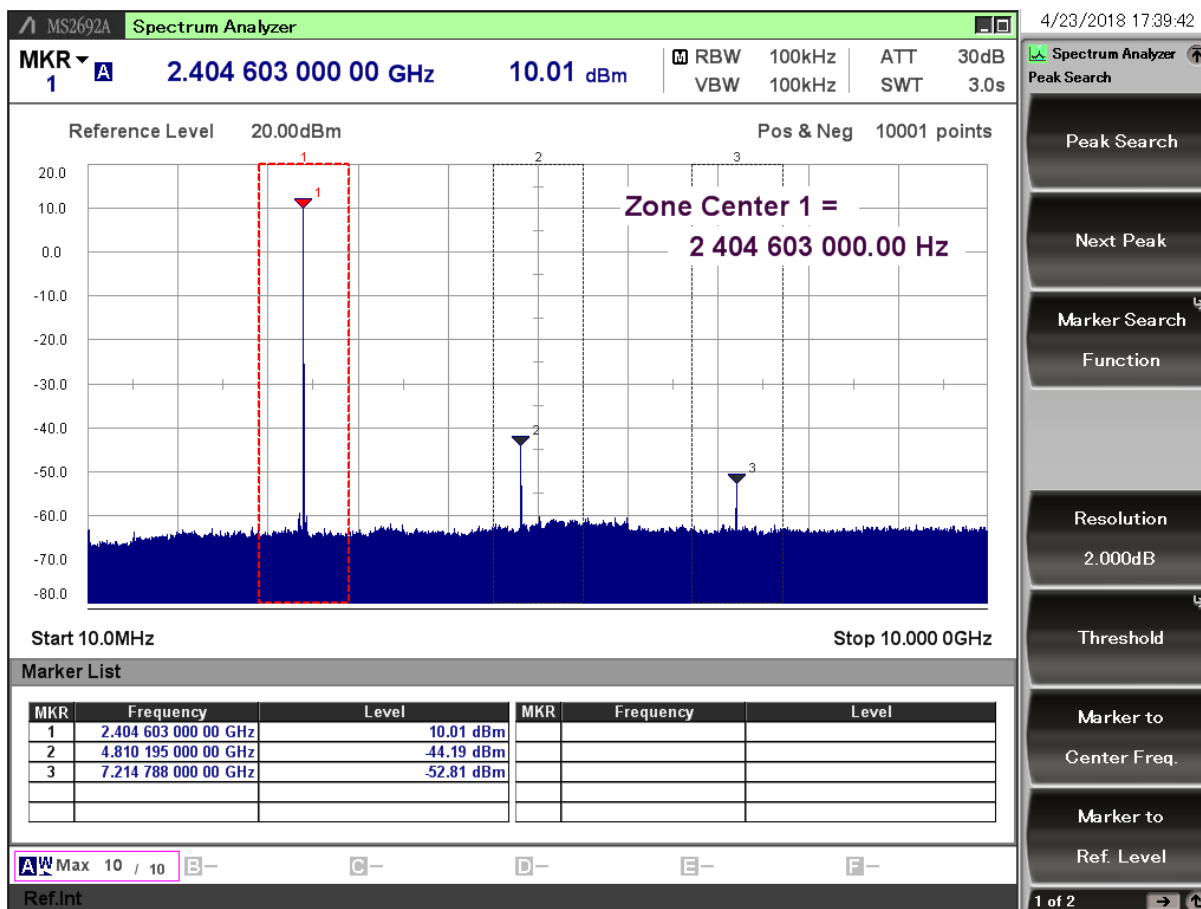 MS2692A Spectrum Analyzer
4/23/2018 17:39:42
MKR A 2.404 603 000 00 GHz 10.01 dBm M RBW 100kHz ATT 30dB
1 VBW 100kHz SWT 3.0s
Reference Level 20.00dBm Pos & Neg 10001 points
1 2 3
20.0
10.0
0.0
-10.0
-20.0
-30.0
-40.0
-50.0
-60.0
-70.0
-80.0
1
2
3
Zone Center 1 =
2 404 603 000.00 Hz
Start 10.0MHz Stop 10.000 0GHz
Marker List
MKR Frequency Level MKR Frequency Level
1 2.404 603 000 00 GHz 10.01 dBm
2 4.810 195 000 00 GHz -44.19 dBm
3 7.214 788 000 00 GHz -52.81 dBm
A W Max 10 / 10 B- C- D- E- F-
Ref.Int
Spectrum Analyzer
Peak Search
Peak Search
Next Peak
Marker Search
Function
Resolution
2.000dB
Threshold
Marker to
Center Freq.
Marker to
Ref. Level
1 of 2